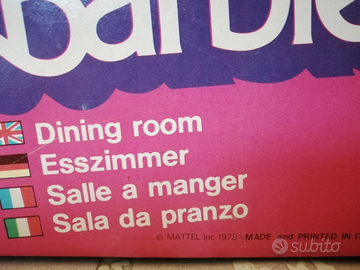 Barbie
Dining room
Esszimmer
Salle a manger
Sala da pranzo
© MATTEL Inc 1978 - MADE and PRINTED IN
subito